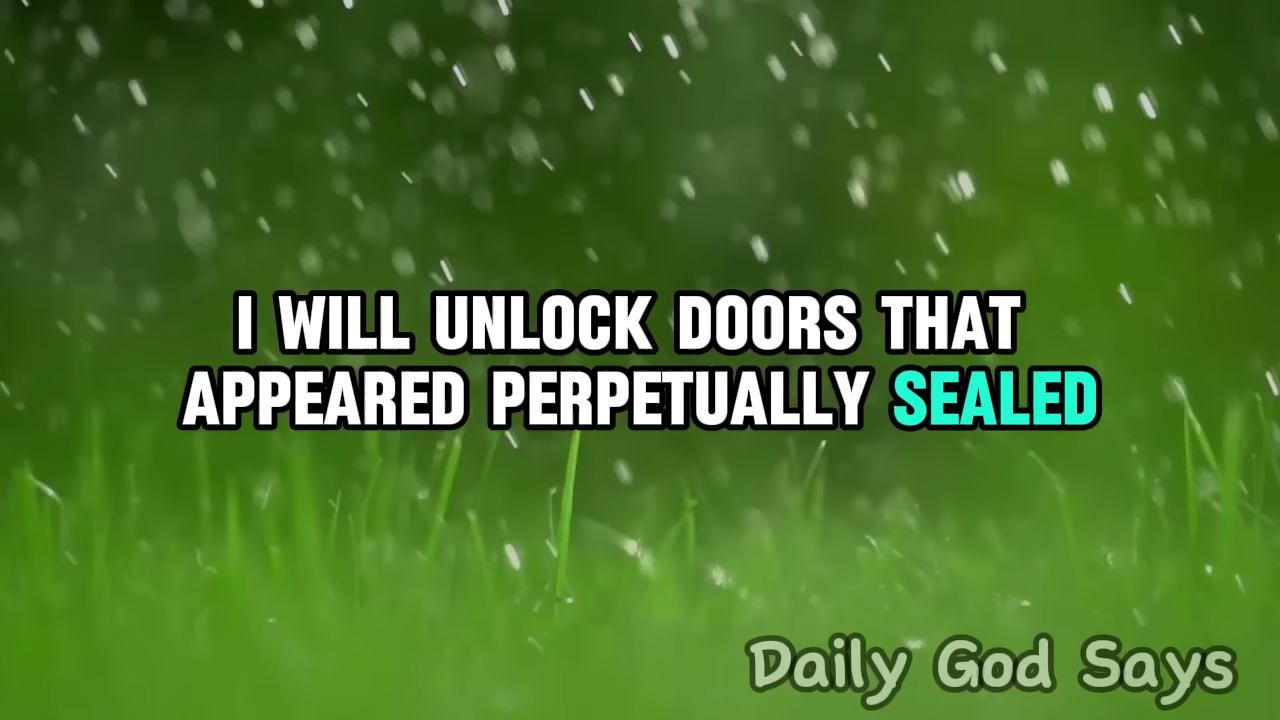 I WILL UNLOCK DOORS THAT
APPEARED PERPETUALLY SEALED
Daily God Says